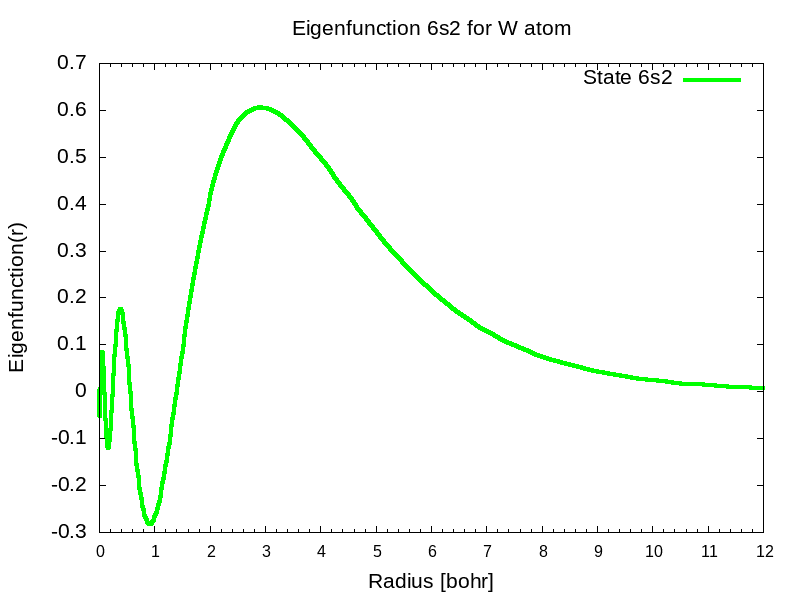 Eigenfunction 6s2 for W atom
State 6s2
0.7
0.6
0.5
0.4
0.3
0.2
0.1
0
-0.1
-0.2
-0.3
Eigenfunction(r)
0 1 2 3 4 5 6 7 8 9 10 11 12
Radius [bohr]